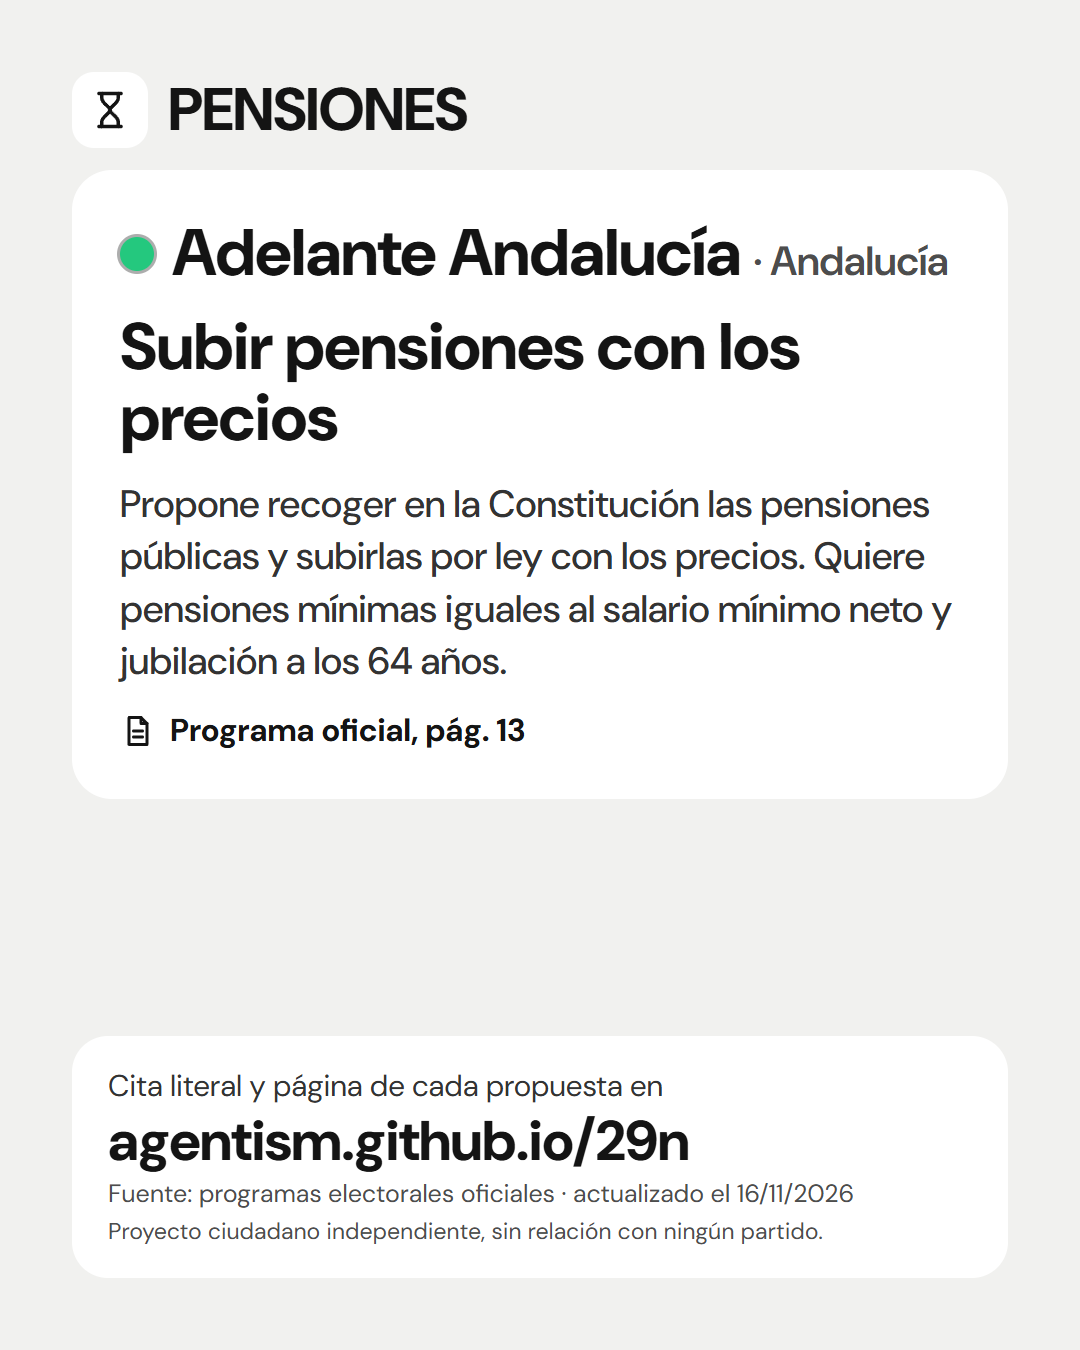 PENSIONES
Adelante Andalucía · Andalucía
Subir pensiones con los
precios
Propone recoger en la Constitución las pensiones
públicas y subirlas por ley con los precios. Quiere
pensiones mínimas iguales al salario mínimo neto y
jubilación a los 64 años.
Programa oficial, pág. 13
Cita literal y página de cada propuesta en
agentism.github.io/29n
Fuente: programas electorales oficiales · actualizado el 16/11/2026
Proyecto ciudadano independiente, sin relación con ningún partido.